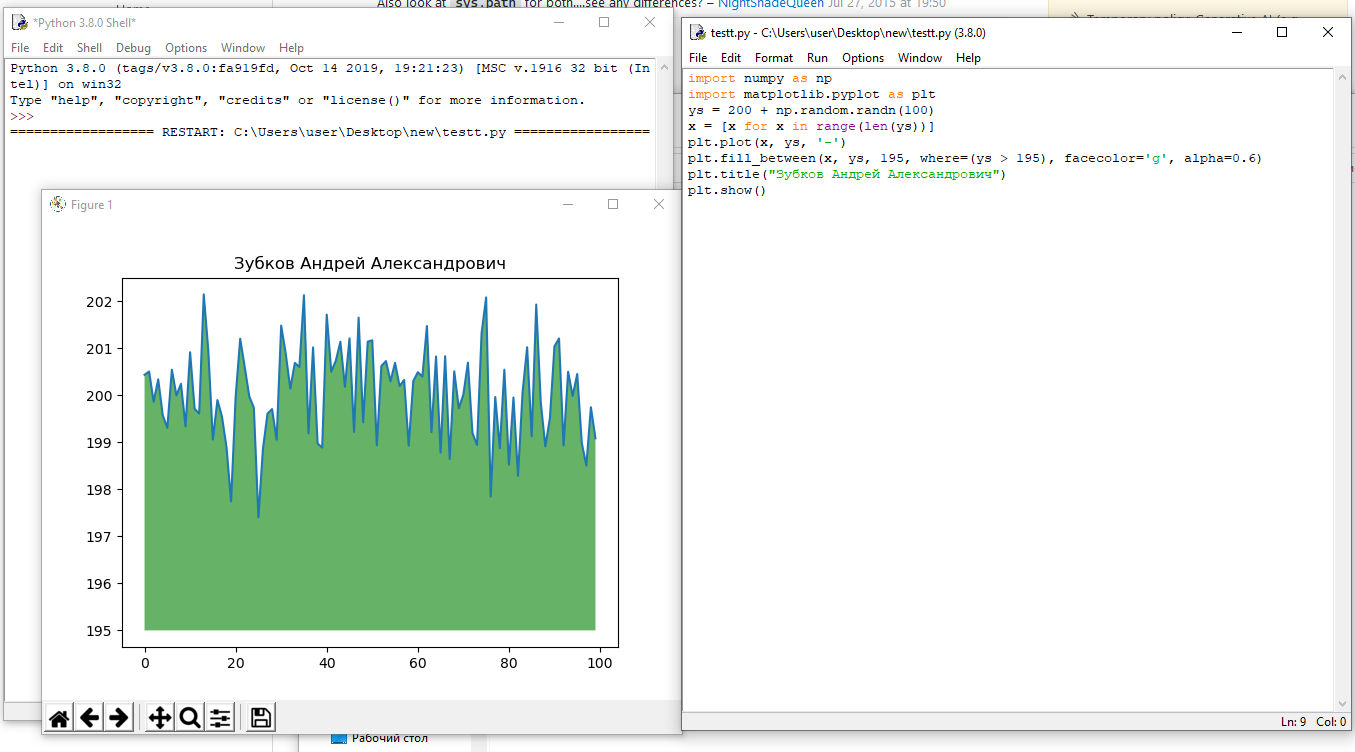 Also look at sys.path for both....see any differences? – NightShadeQueen Jul 27, 2015 at 19:50
*Python 3.8.0 Shell*
File Edit Shell Debug Options Window Help
Python 3.8.0 (tags/v3.8.0:fa919fd, Oct 14 2019, 19:21:23) [MSC v.1916 32 bit (In
tel)] on win32
Type "help", "copyright", "credits" or "license()" for more information.
>>>
================== RESTART: C:\Users\user\Desktop\new\testt.py =================
Figure 1
Зубков Андрей Александрович
202
201
200
199
198
197
196
195
0 20 40 60 80 100
Рабочий стол
testt.py - C:\Users\user\Desktop\new\testt.py (3.8.0)
File Edit Format Run Options Window Help
import numpy as np
import matplotlib.pyplot as plt
ys = 200 + np.random.randn(100)
x = [x for x in range(len(ys))]
plt.plot(x, ys, '-')
plt.fill_between(x, ys, 195, where=(ys > 195), facecolor='g', alpha=0.6)
plt.title("Зубков Андрей Александрович")
plt.show()
Ln: 9 Col: 0